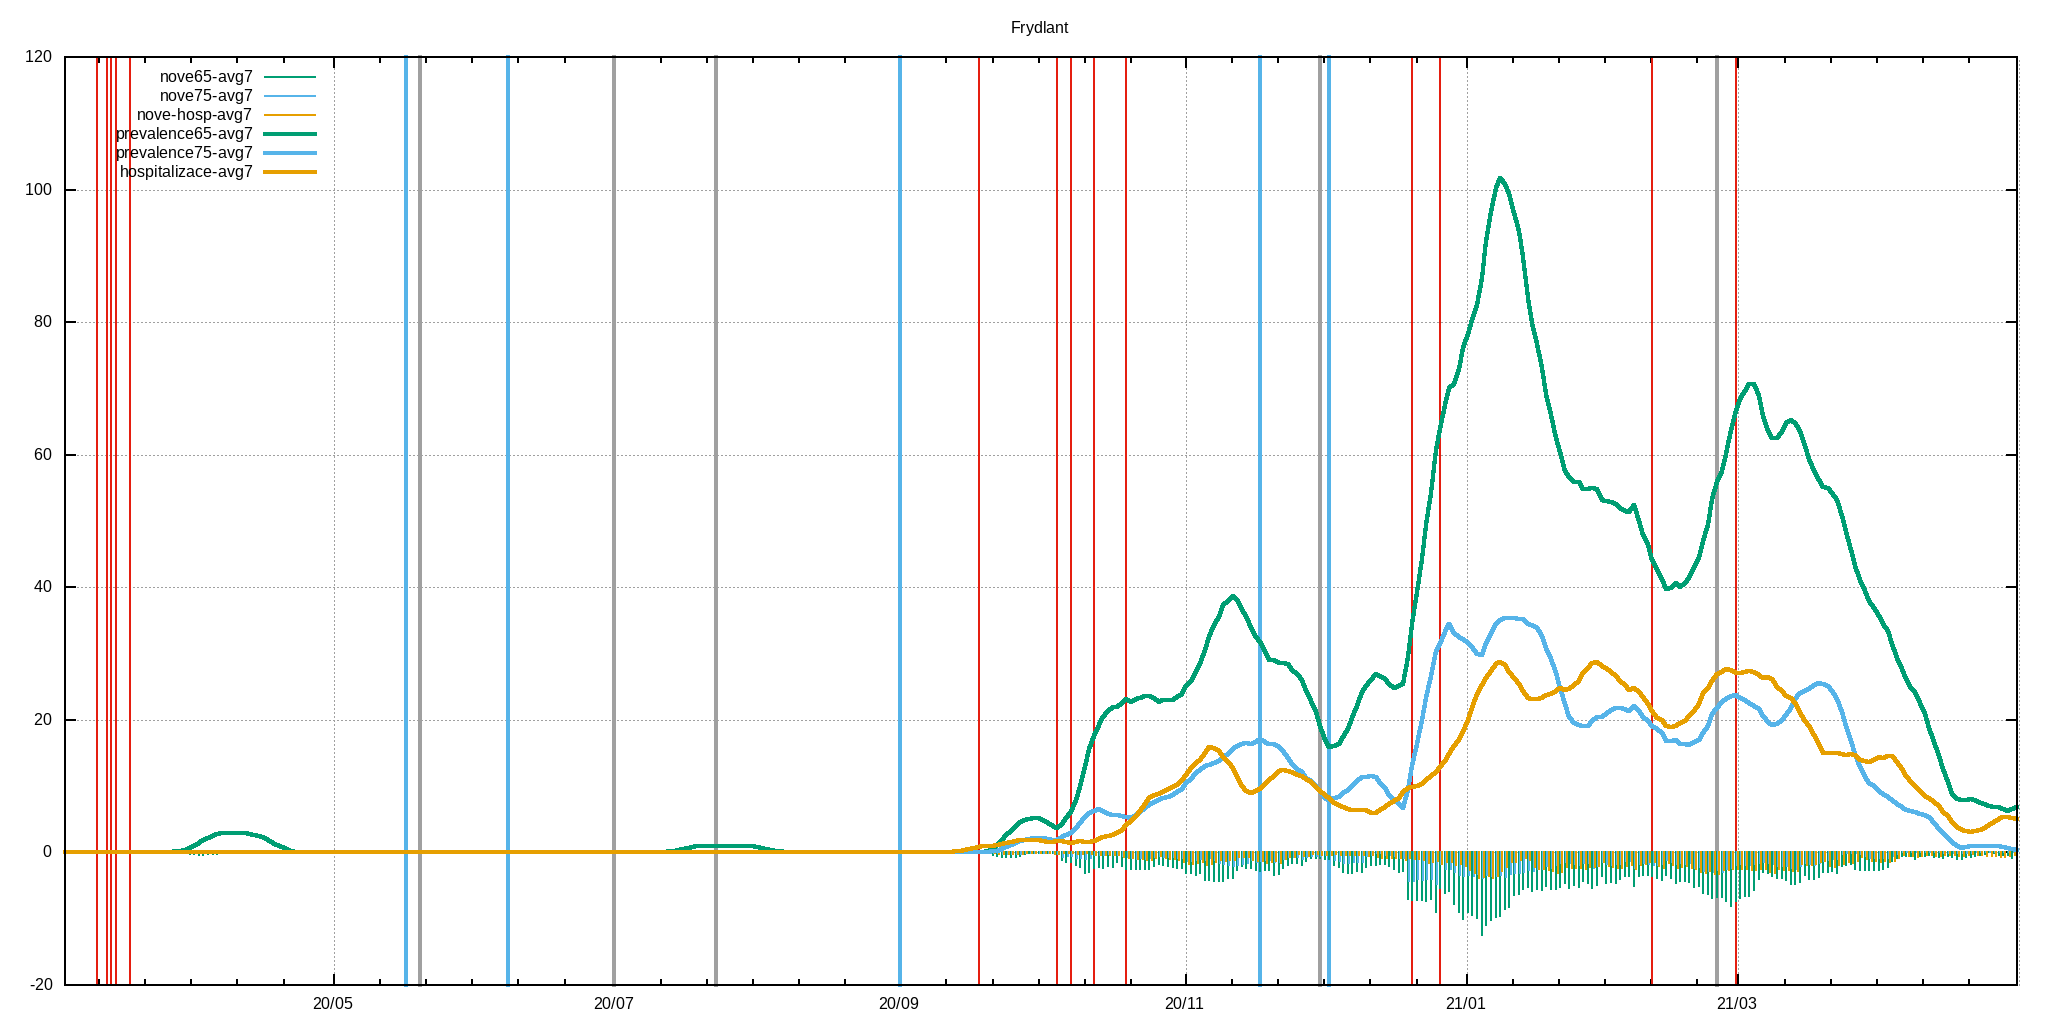 Frydlant
120
nove65-avg7
nove75-avg7
nove-hosp-avg7
prevalence65-avg7
prevalence75-avg7
hospitalizace-avg7
100
80
60
40
20
0
-20
20/05 20/07 20/09 20/11 21/01 21/03